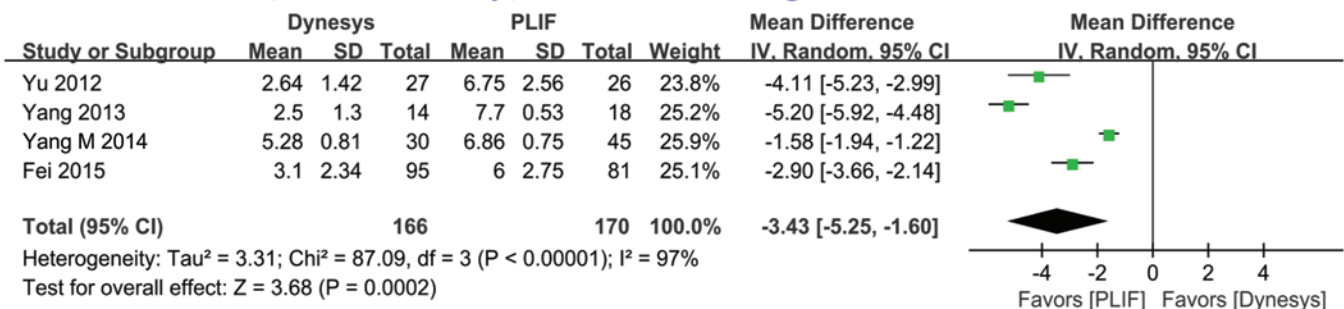 Dynesys PLIF Mean Difference Mean Difference
Study or Subgroup Mean SD Total Mean SD Total Weight IV, Random, 95% CI IV, Random, 95% CI
Yu 2012 2.64 1.42 27 6.75 2.56 26 23.8% -4.11 [-5.23, -2.99]
Yang 2013 2.5 1.3 14 7.7 0.53 18 25.2% -5.20 [-5.92, -4.48]
Yang M 2014 5.28 0.81 30 6.86 0.75 45 25.9% -1.58 [-1.94, -1.22]
Fei 2015 3.1 2.34 95 6 2.75 81 25.1% -2.90 [-3.66, -2.14]
Total (95% CI) 166 170 100.0% -3.43 [-5.25, -1.60]
Heterogeneity: Tau² = 3.31; Chi² = 87.09, df = 3 (P < 0.00001); I² = 97%
Test for overall effect: Z = 3.68 (P = 0.0002)
-4 -2 0 2 4
Favors [PLIF] Favors [Dynesys]